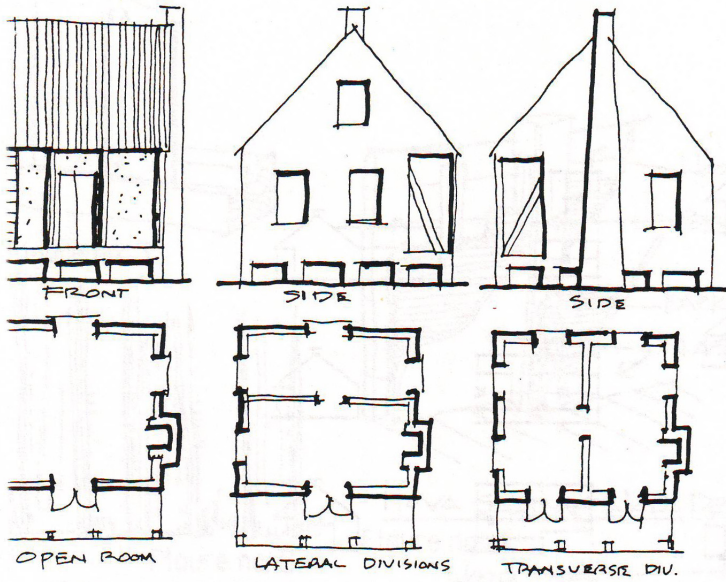 FRONT
SIDE
SIDE
OPEN ROOM
LATERAL DIVISIONS
TRANSVERSE DIV.